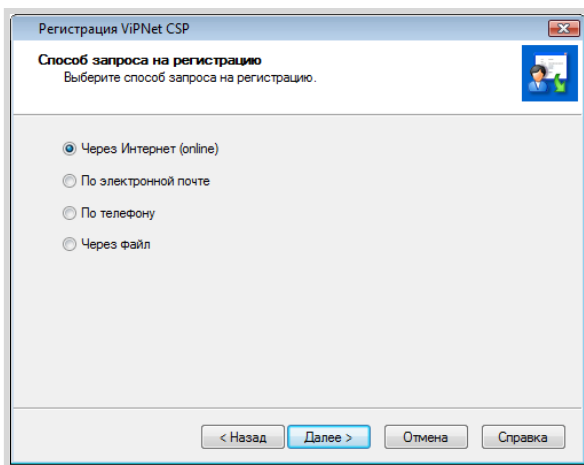 Регистрация ViPNet CSP
Способ запроса на регистрацию
Выберите способ запроса на регистрацию.
Через Интернет (online)
По электронной почте
По телефону
Через файл
< Назад Далее > Отмена Справка